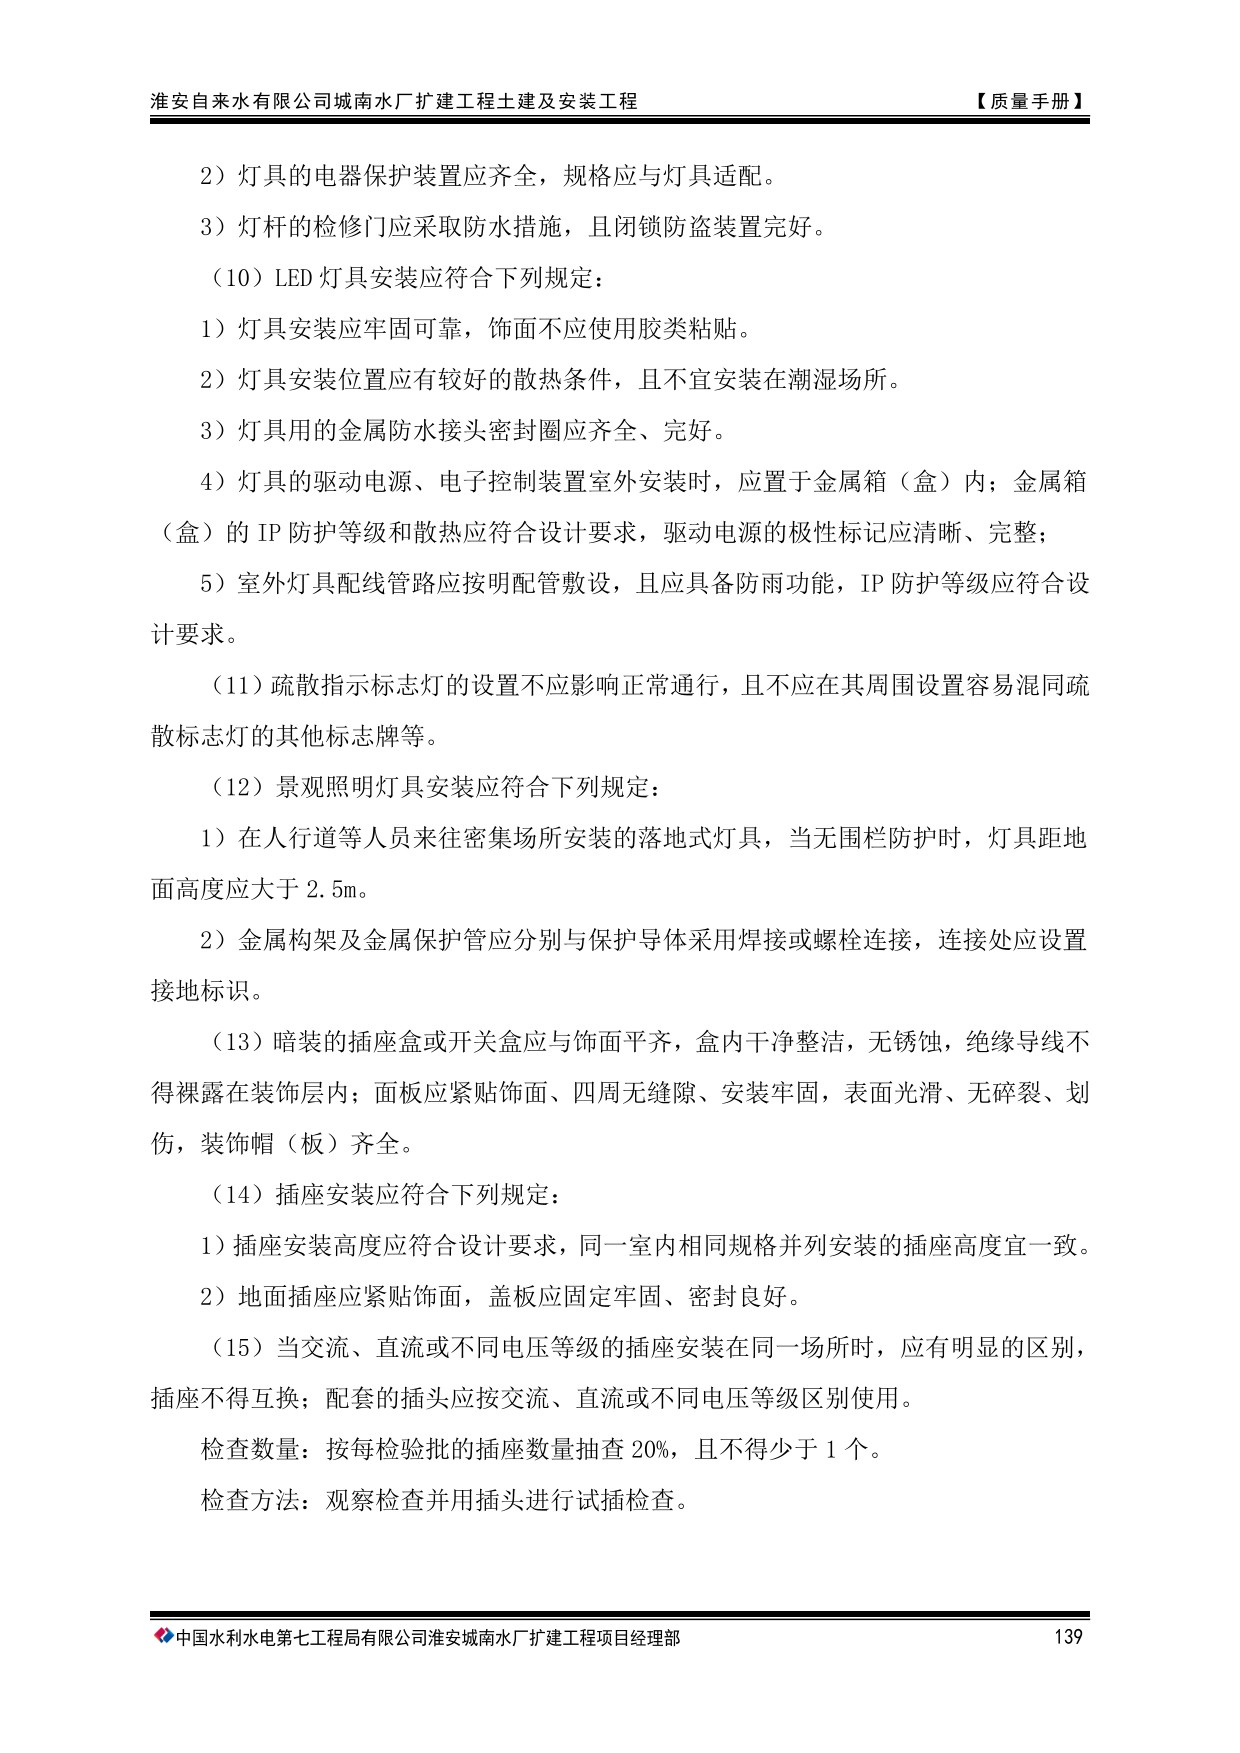 淮安自来水有限公司城南水厂扩建工程土建及安装工程 【质量手册】
2）灯具的电器保护装置应齐全，规格应与灯具适配。
3）灯杆的检修门应采取防水措施，且闭锁防盗装置完好。
（10）LED 灯具安装应符合下列规定：
1）灯具安装应牢固可靠，饰面不应使用胶类粘贴。
2）灯具安装位置应有较好的散热条件，且不宜安装在潮湿场所。
3）灯具用的金属防水接头密封圈应齐全、完好。
4）灯具的驱动电源、电子控制装置室外安装时，应置于金属箱（盒）内；金属箱
（盒）的 IP 防护等级和散热应符合设计要求，驱动电源的极性标记应清晰、完整；
5）室外灯具配线管路应按明配管敷设，且应具备防雨功能，IP 防护等级应符合设
计要求。
（11）疏散指示标志灯的设置不应影响正常通行，且不应在其周围设置容易混同疏
散标志灯的其他标志牌等。
（12）景观照明灯具安装应符合下列规定：
1）在人行道等人员来往密集场所安装的落地式灯具，当无围栏防护时，灯具距地
面高度应大于 2.5m。
2）金属构架及金属保护管应分别与保护导体采用焊接或螺栓连接，连接处应设置
接地标识。
（13）暗装的插座盒或开关盒应与饰面平齐，盒内干净整洁，无锈蚀，绝缘导线不
得裸露在装饰层内；面板应紧贴饰面、四周无缝隙、安装牢固，表面光滑、无碎裂、划
伤，装饰帽（板）齐全。
（14）插座安装应符合下列规定：
1）插座安装高度应符合设计要求，同一室内相同规格并列安装的插座高度宜一致。
2）地面插座应紧贴饰面，盖板应固定牢固、密封良好。
（15）当交流、直流或不同电压等级的插座安装在同一场所时，应有明显的区别，
插座不得互换；配套的插头应按交流、直流或不同电压等级区别使用。
检查数量：按每检验批的插座数量抽查 20%，且不得少于 1 个。
检查方法：观察检查并用插头进行试插检查。
中国水利水电第七工程局有限公司淮安城南水厂扩建工程项目经理部 139